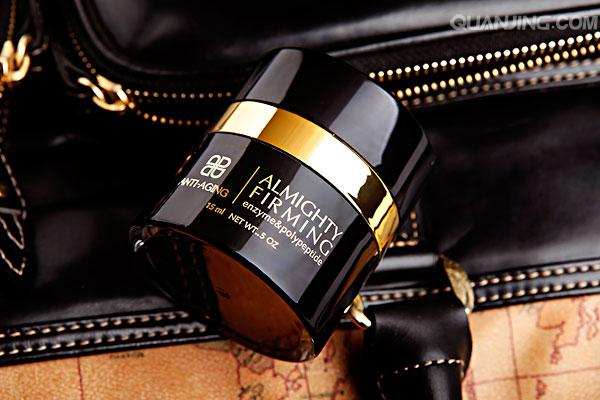 QUANJING.COM
ANTI-AGING
15 ml NET WT. .5 OZ
ALMIGHTY
FIRMING
enzyme&polypeptide